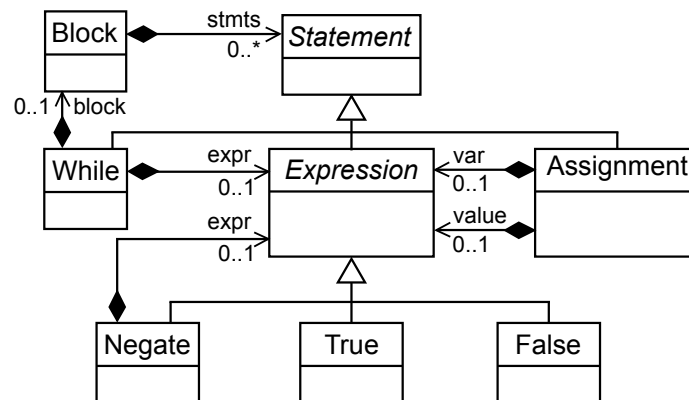 Block
stmts
0..*
Statement
0..1
block
While
expr
0..1
Expression
var
0..1
Assignment
expr
0..1
value
0..1
Negate
True
False